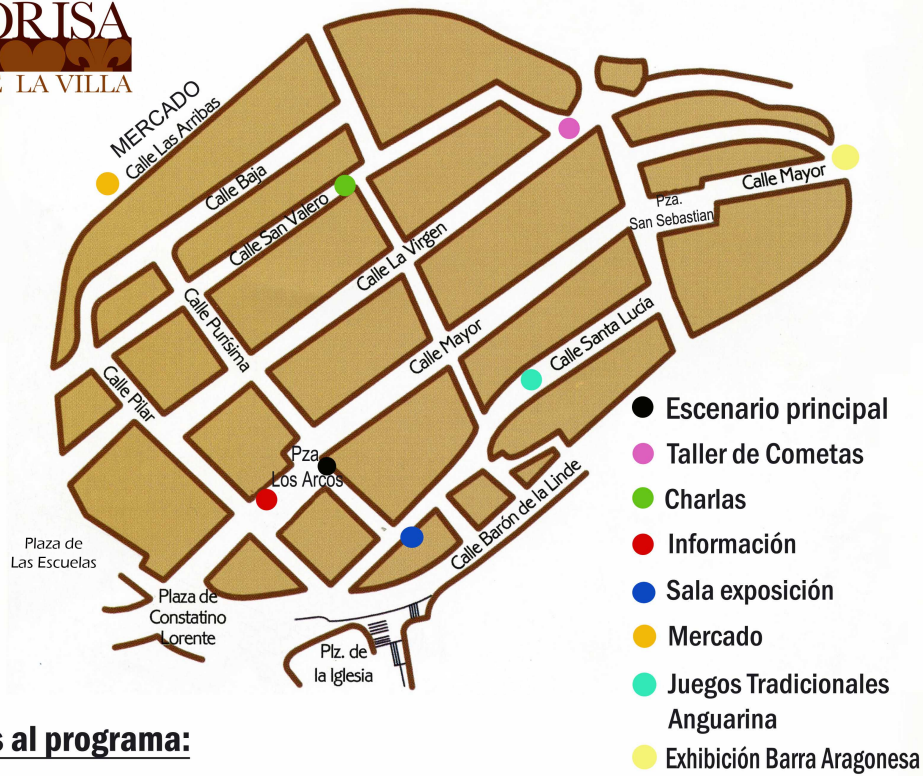 ORISA
LA VILLA
MERCADO
Calle Las Arribas
Calle Baja
Calle San Valero
Calle La Virgen
Calle Mayor
Pza.
San Sebastian
Calle Purísima
Calle Mayor
Calle Santa Lucía
Calle Pilar
Pza.
Los Arcos
Calle Barón de la Linde
Plaza de
Las Escuelas
Plaza de
Constatino
Lorente
Plz. de
la Iglesia
Escenario principal
Taller de Cometas
Charlas
Información
Sala exposición
Mercado
Juegos Tradicionales
Anguarina
Exhibición Barra Aragonesa
s al programa: